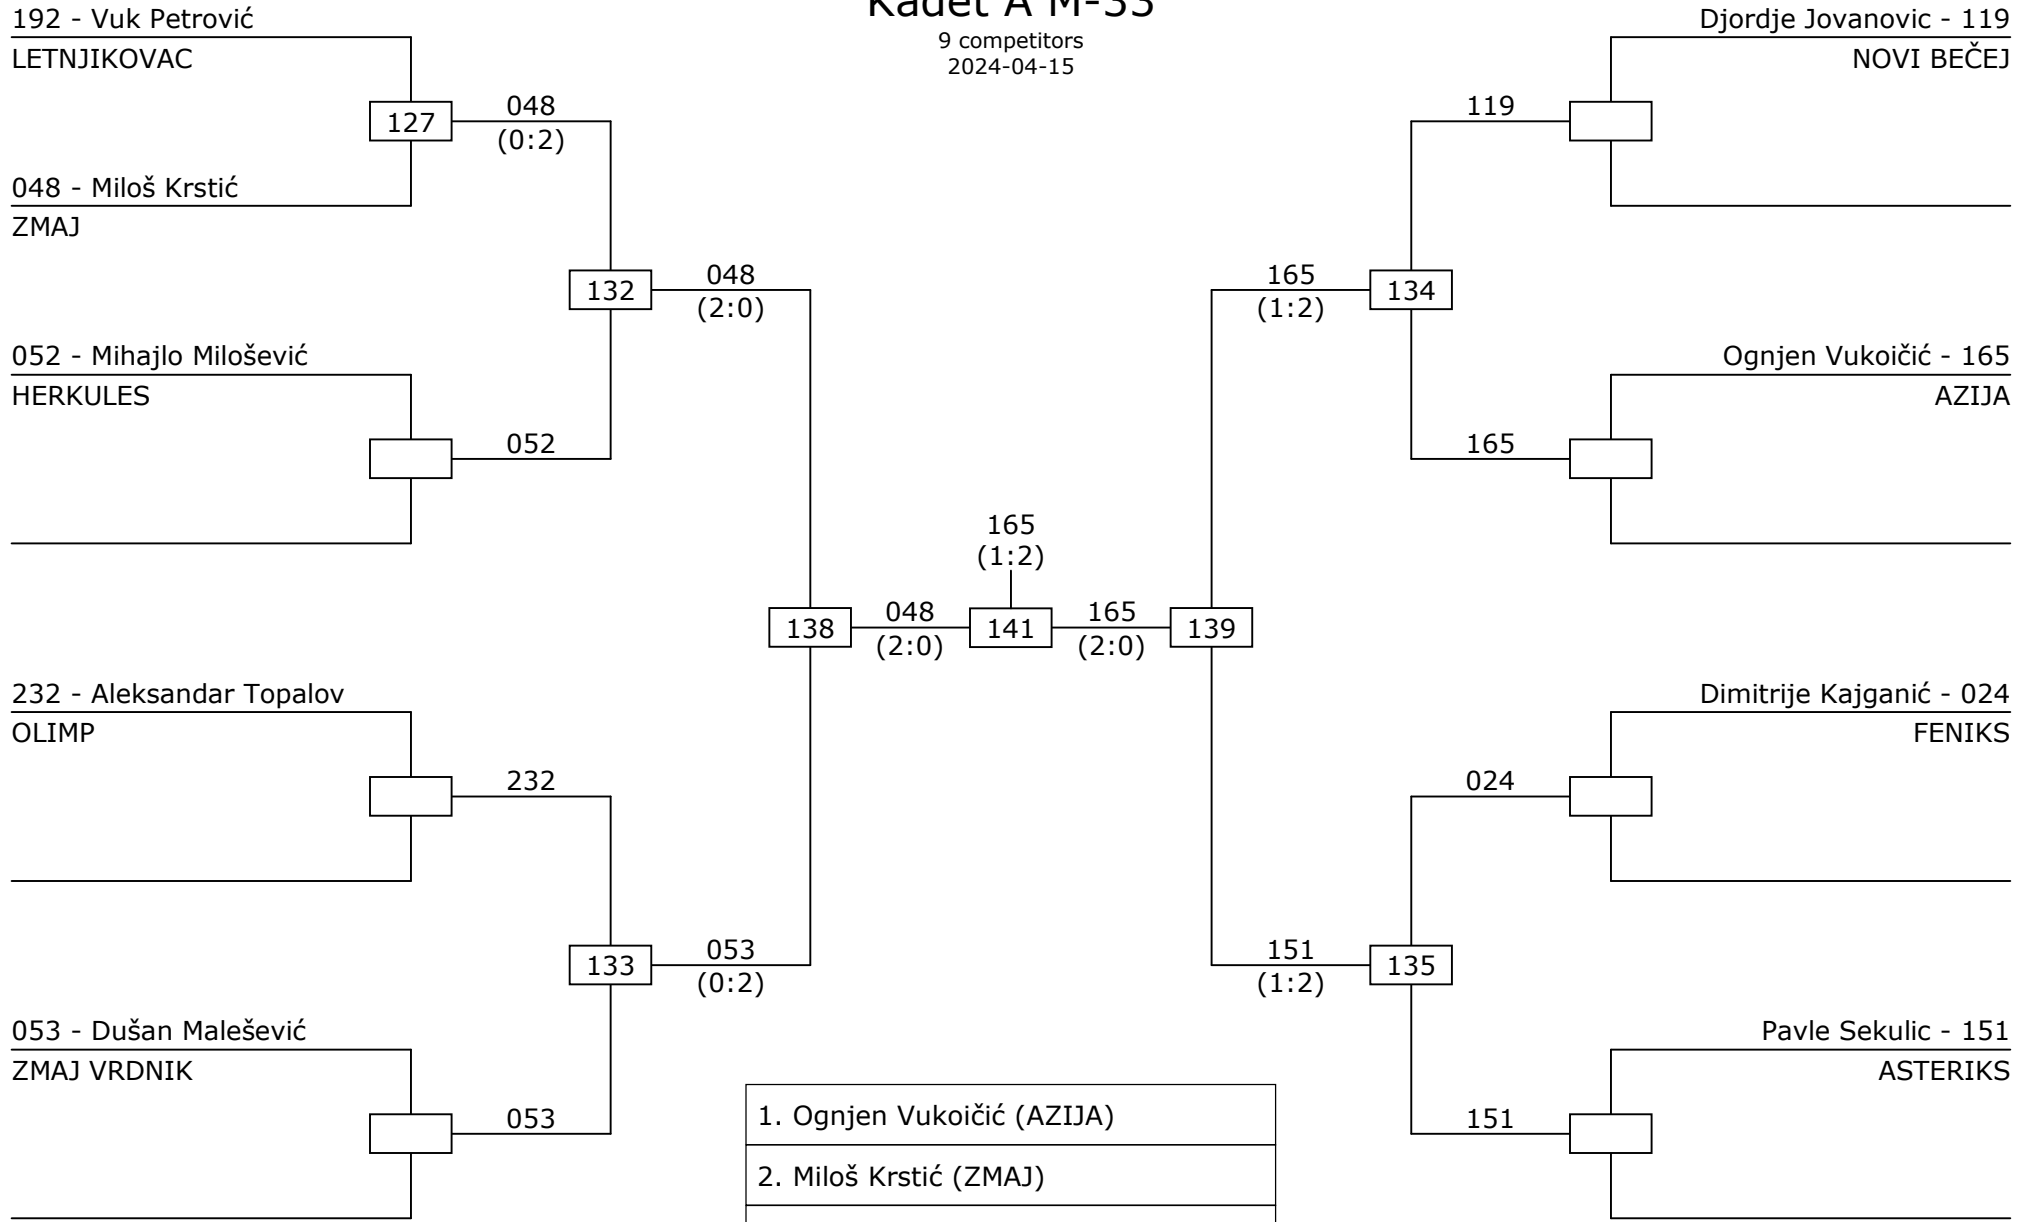 Kadet A M-33
9 competitors
2024-04-15
192 - Vuk Petrović
LETNJIKOVAC
127
048
(0:2)
048 - Miloš Krstić
ZMAJ
132
048
(2:0)
052 - Mihajlo Milošević
HERKULES
052
232 - Aleksandar Topalov
OLIMP
232
133
053
(0:2)
053 - Dušan Malešević
ZMAJ VRDNIK
053
138
048
(2:0)
165
(1:2)
141
165
(2:0)
139
Djordje Jovanovic - 119
NOVI BEČEJ
119
165
(1:2)
134
Ognjen Vukoičić - 165
AZIJA
165
Dimitrije Kajganić - 024
FENIKS
024
151
(1:2)
135
Pavle Sekulic - 151
ASTERIKS
151
1. Ognjen Vukoičić (AZIJA)
2. Miloš Krstić (ZMAJ)